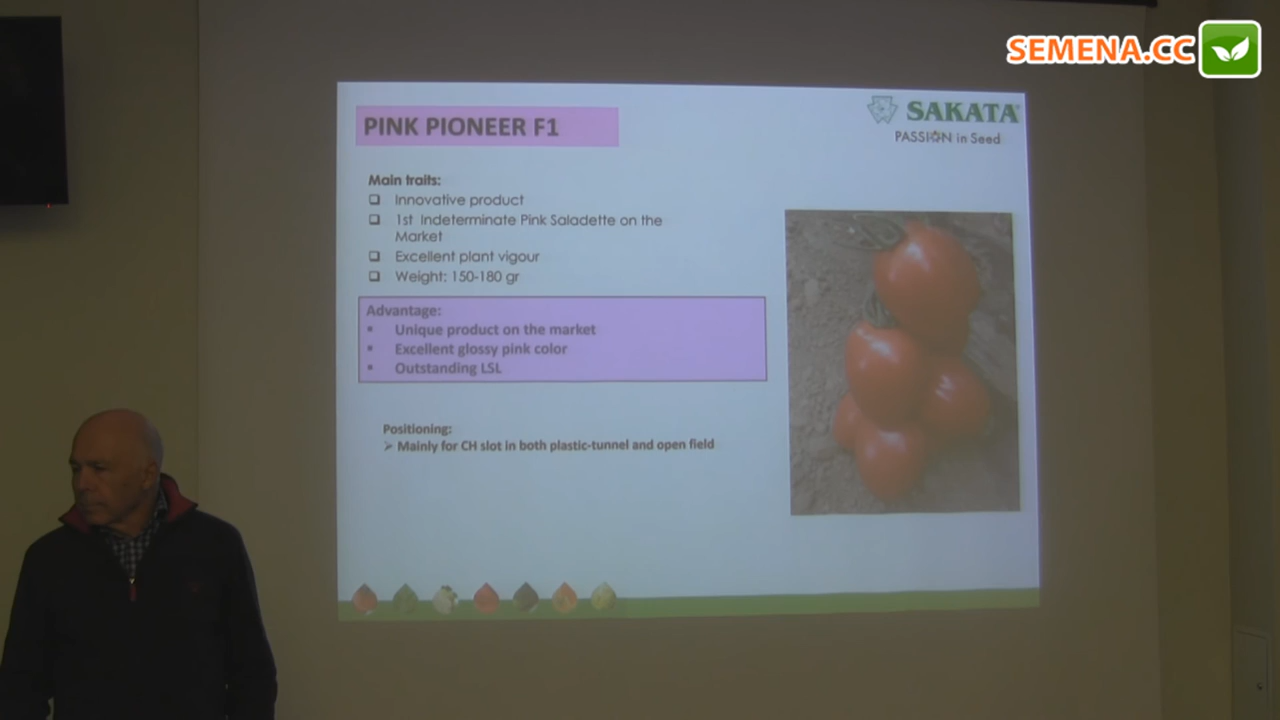 SEMENA.CC
PINK PIONEER F1
SAKATA
PASSION in Seed
Main traits:
Innovative product
1st Indeterminate Pink Saladette on the
Market
Excellent plant vigour
Weight: 150-180 gr
Advantage:
Unique product on the market
Excellent glossy pink color
Outstanding LSL
Positioning:
Mainly for CH slot in both plastic-tunnel and open field